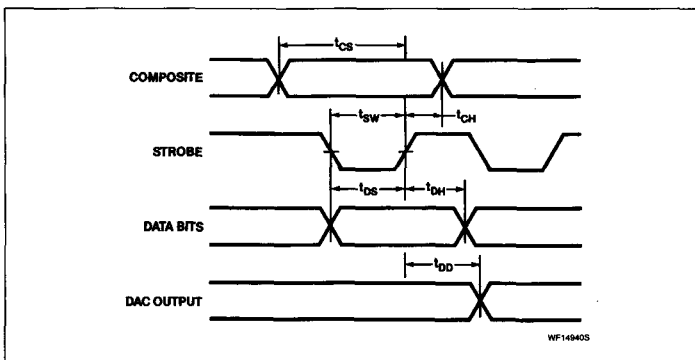 tCS
COMPOSITE
tSW
tCH
STROBE
tDS
tDH
DATA BITS
tDD
DAC OUTPUT
WF14940S